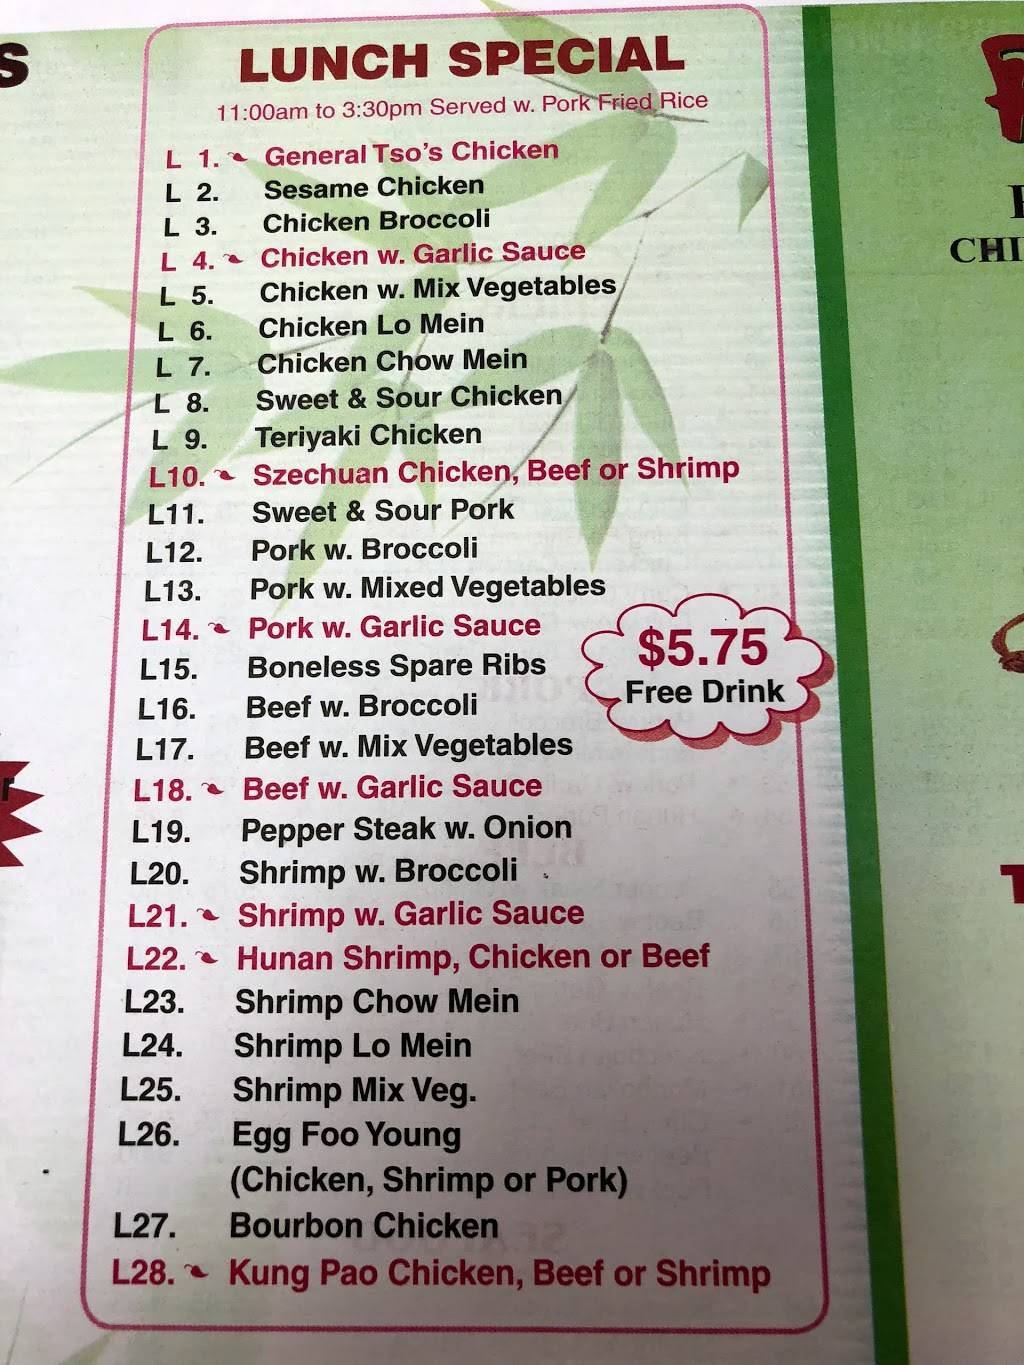 S
LUNCH SPECIAL
11:00am to 3:30pm Served w. Pork Fried Rice
L 1. General Tso's Chicken
L 2. Sesame Chicken
L 3. Chicken Broccoli
L 4. Chicken w. Garlic Sauce
L 5. Chicken w. Mix Vegetables
L 6. Chicken Lo Mein
L 7. Chicken Chow Mein
L 8. Sweet & Sour Chicken
L 9. Teriyaki Chicken
L10. Szechuan Chicken, Beef or Shrimp
L11. Sweet & Sour Pork
L12. Pork w. Broccoli
L13. Pork w. Mixed Vegetables
L14. Pork w. Garlic Sauce
L15. Boneless Spare Ribs
L16. Beef w. Broccoli
L17. Beef w. Mix Vegetables
L18. Beef w. Garlic Sauce
L19. Pepper Steak w. Onion
L20. Shrimp w. Broccoli
L21. Shrimp w. Garlic Sauce
L22. Hunan Shrimp, Chicken or Beef
L23. Shrimp Chow Mein
L24. Shrimp Lo Mein
L25. Shrimp Mix Veg.
L26. Egg Foo Young
(Chicken, Shrimp or Pork)
L27. Bourbon Chicken
L28. Kung Pao Chicken, Beef or Shrimp
$5.75
Free Drink
CHI